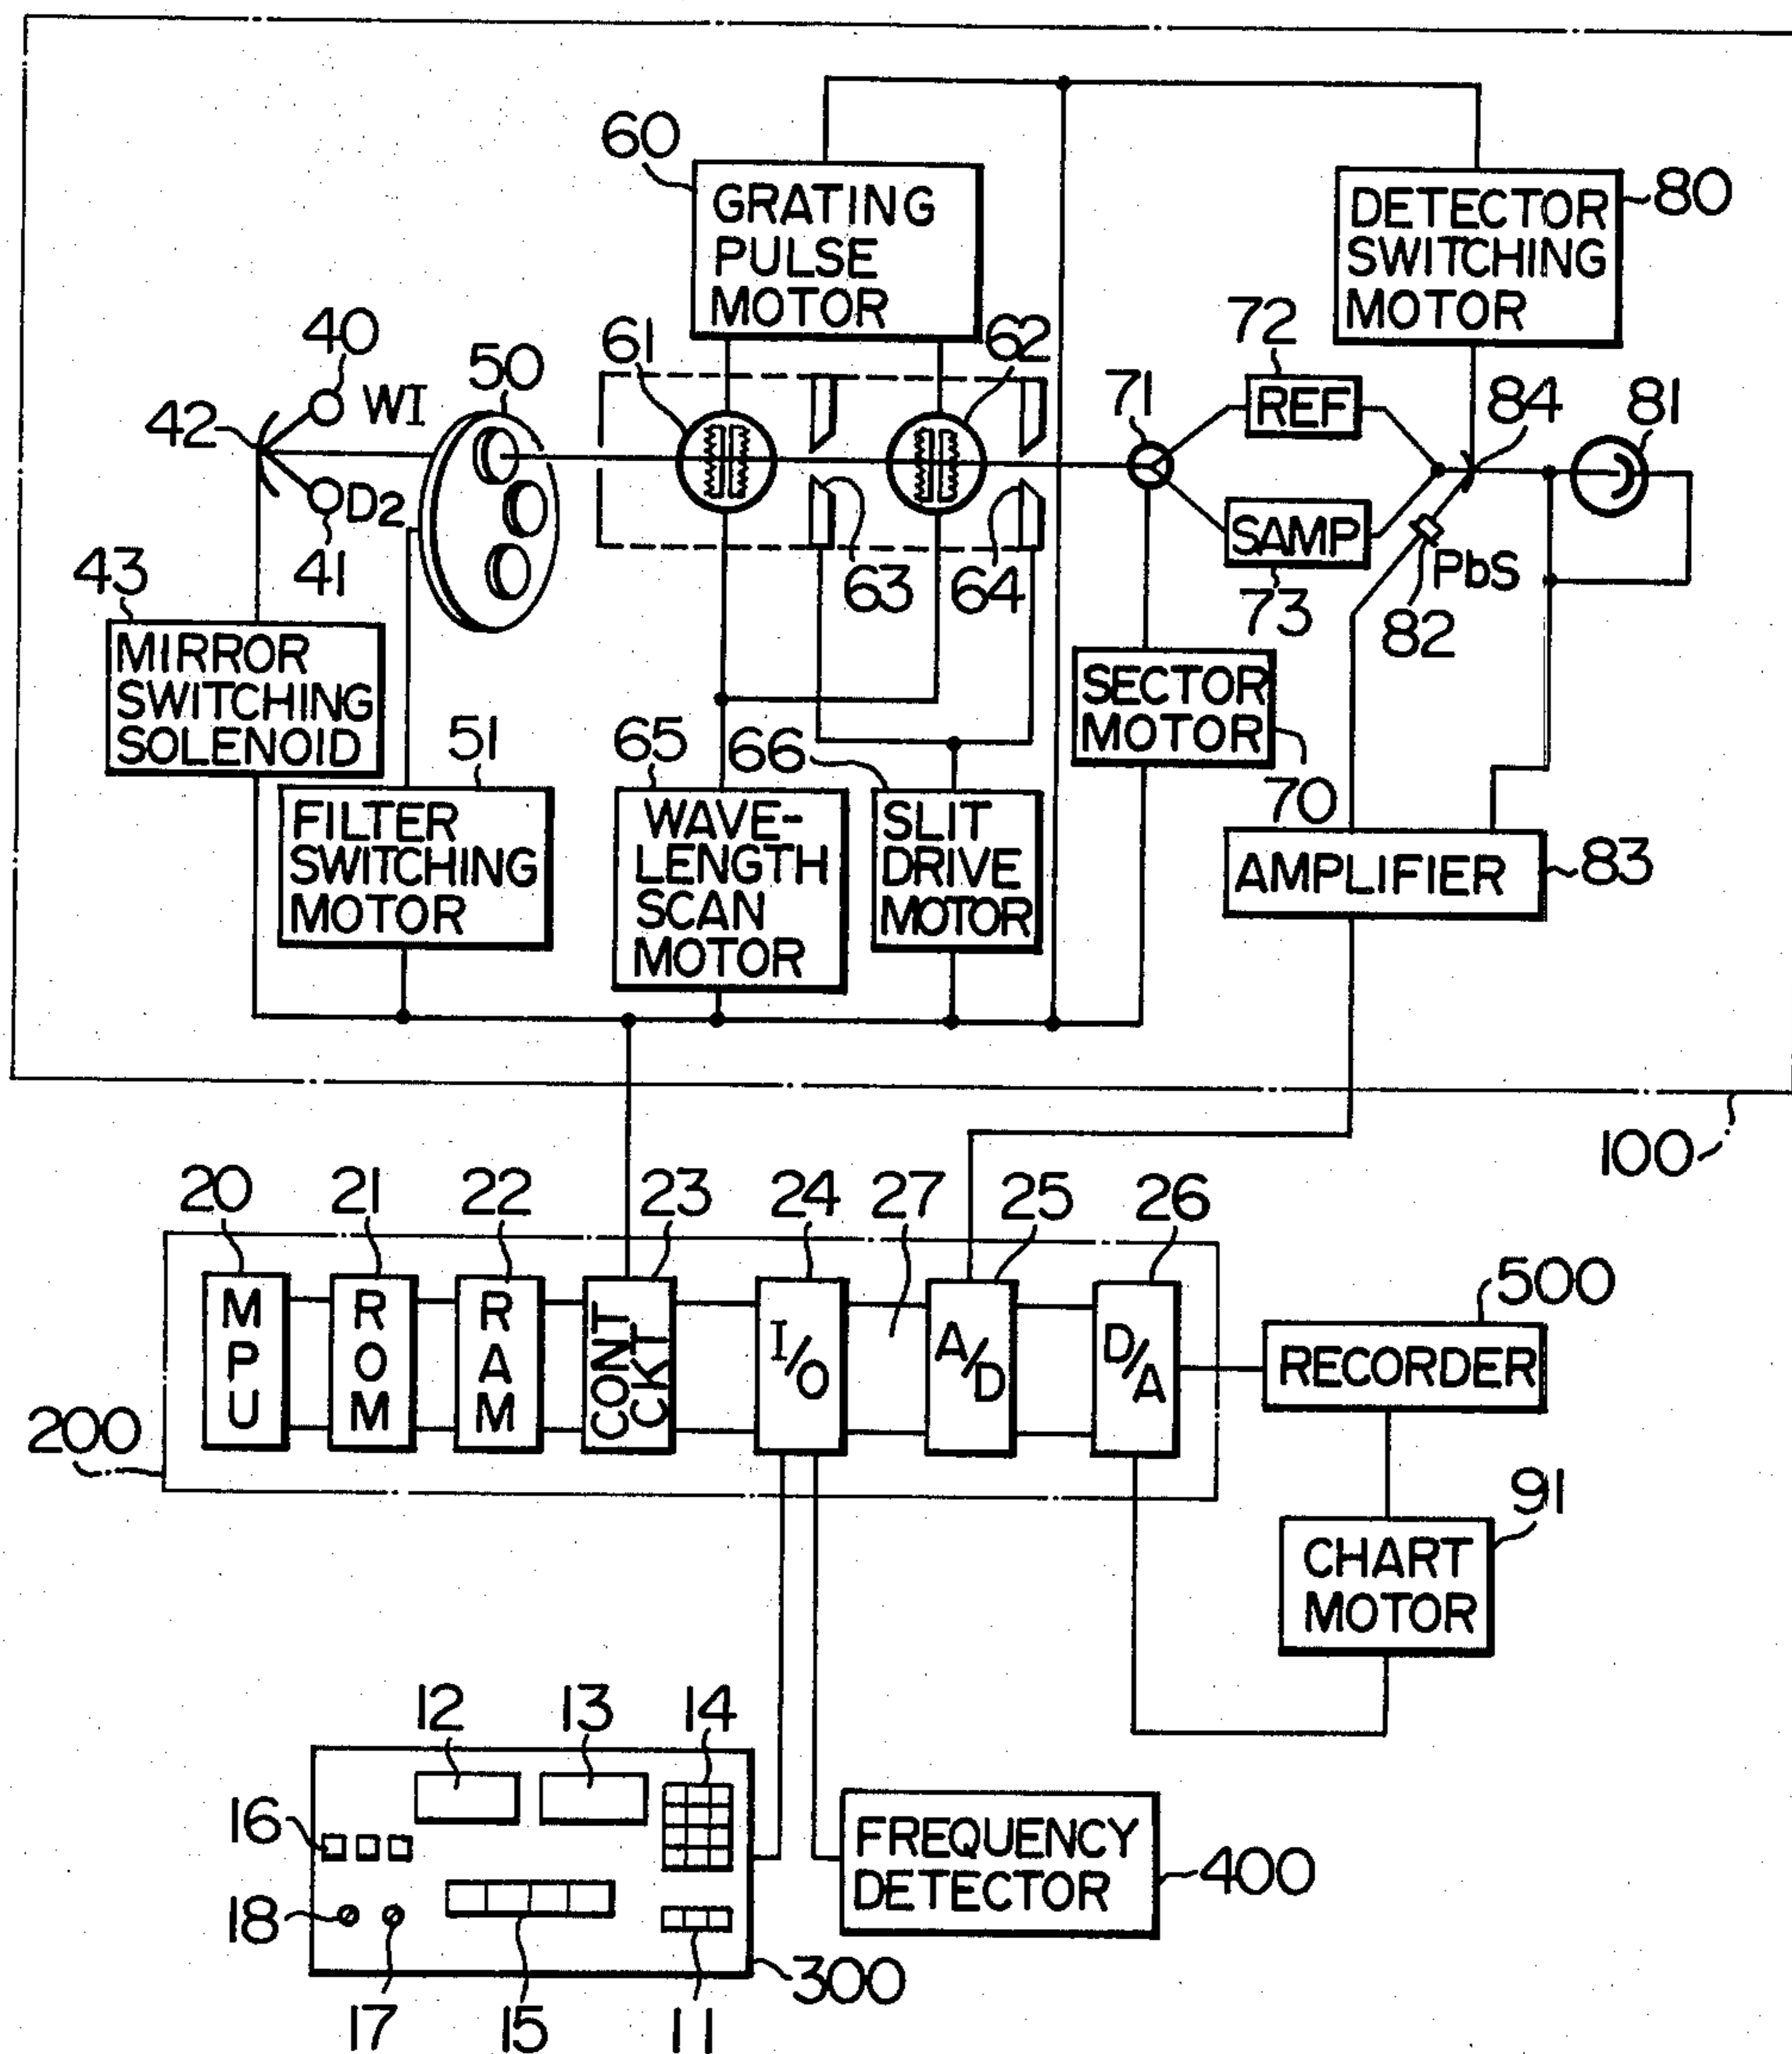 60
GRATING
PULSE
MOTOR
DETECTOR
SWITCHING
MOTOR
80
40
WI
42
D2
41
50
61
62
71
72
REF
SAMP
73
84
81
PbS
82
63
64
43
MIRROR
SWITCHING
SOLENOID
51
FILTER
SWITCHING
MOTOR
65
WAVE-
LENGTH
SCAN
MOTOR
66
SLIT
DRIVE
MOTOR
SECTOR
MOTOR
70
AMPLIFIER
83
100
20
21
22
23
24
27
25
26
MPU
ROM
RAM
CONT
CKT
I/O
A/D
D/A
200
500
RECORDER
91
CHART
MOTOR
12
13
14
16
18
17
15
11
300
FREQUENCY
DETECTOR
400